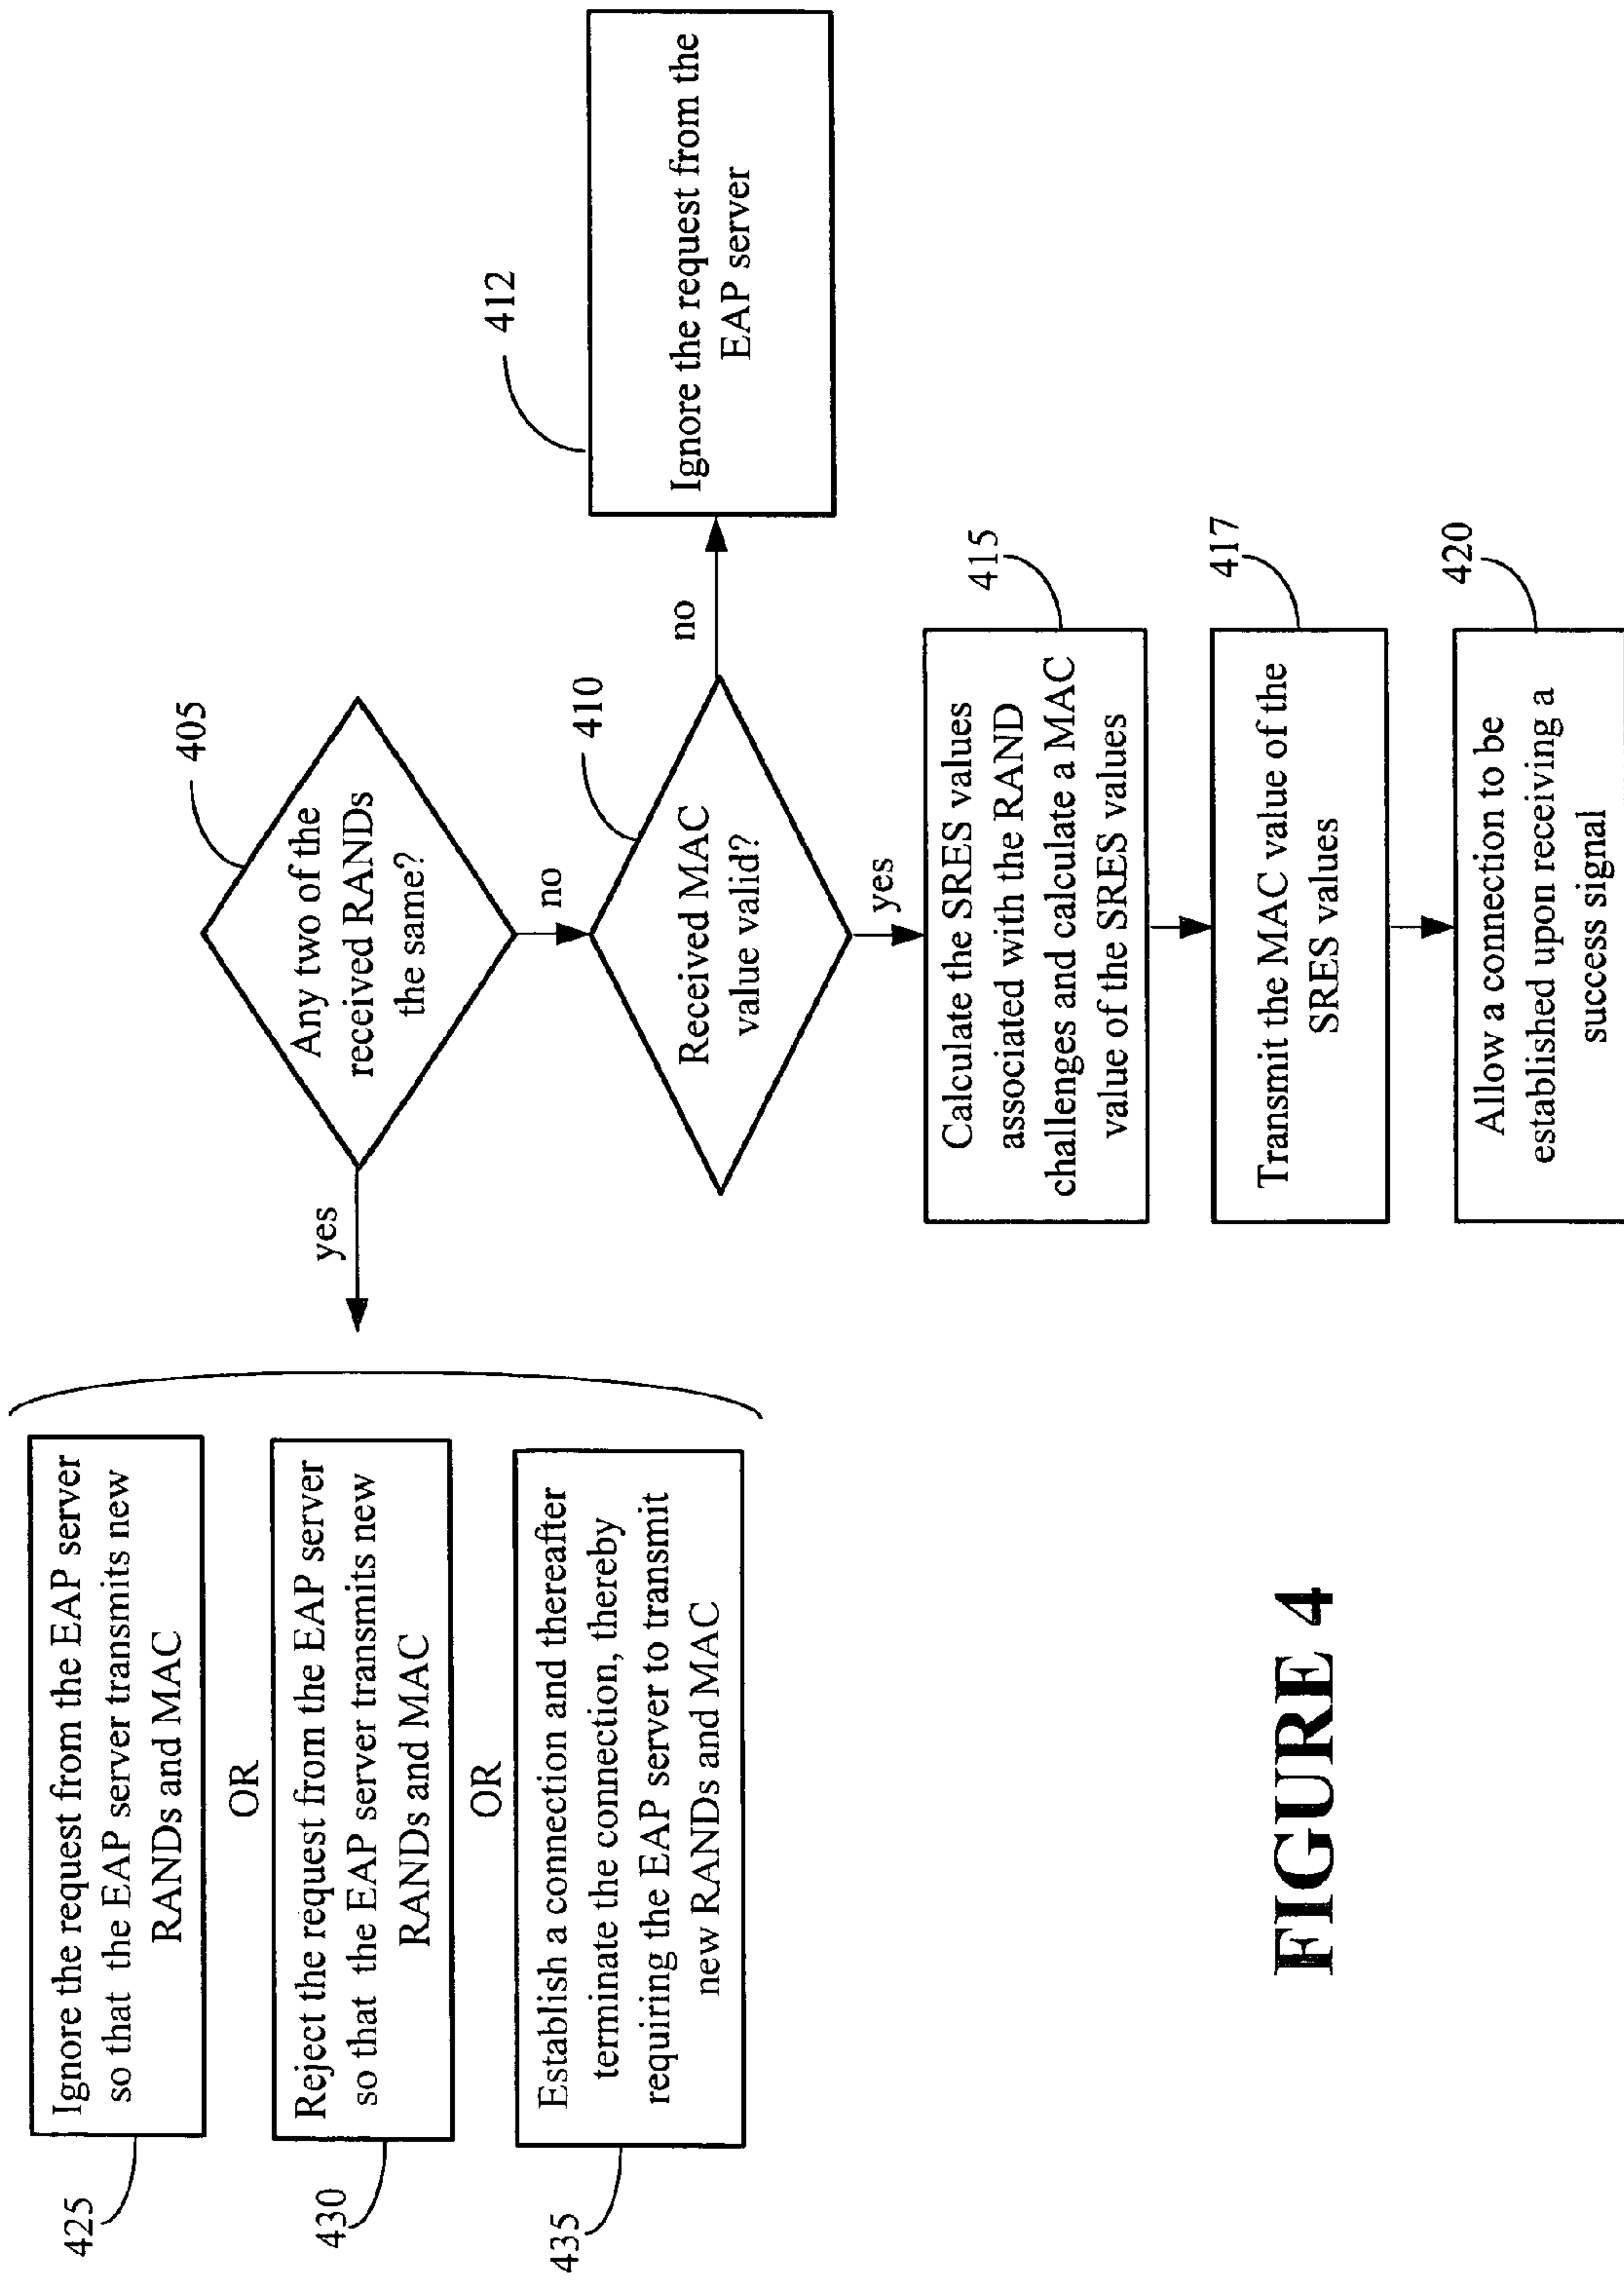 405
Any two of the
received RANDs
the same?
yes
no
425
Ignore the request from the EAP server
so that the EAP server transmits new
RANDs and MAC
OR
430
Reject the request from the EAP server
so that the EAP server transmits new
RANDs and MAC
OR
435
Establish a connection and thereafter
terminate the connection, thereby
requiring the EAP server to transmit
new RANDs and MAC
410
Received MAC
value valid?
no
yes
412
Ignore the request from the
EAP server
415
Calculate the SRES values
associated with the RAND
challenges and calculate a MAC
value of the SRES values
417
Transmit the MAC value of the
SRES values
420
Allow a connection to be
established upon receiving a
success signal
FIGURE 4